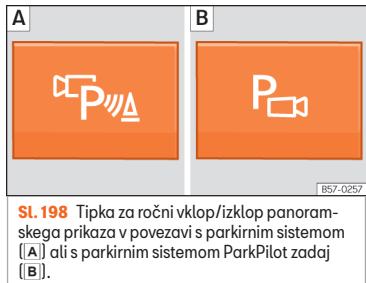 A
B
P
P
B57-0257
Sl. 198 Tipka za ročni vklop/izklop panoram-
skega prikaza v povezavi s parkirnim sistemom
(A) ali s parkirnim sistemom ParkPilot zadaj
(B).